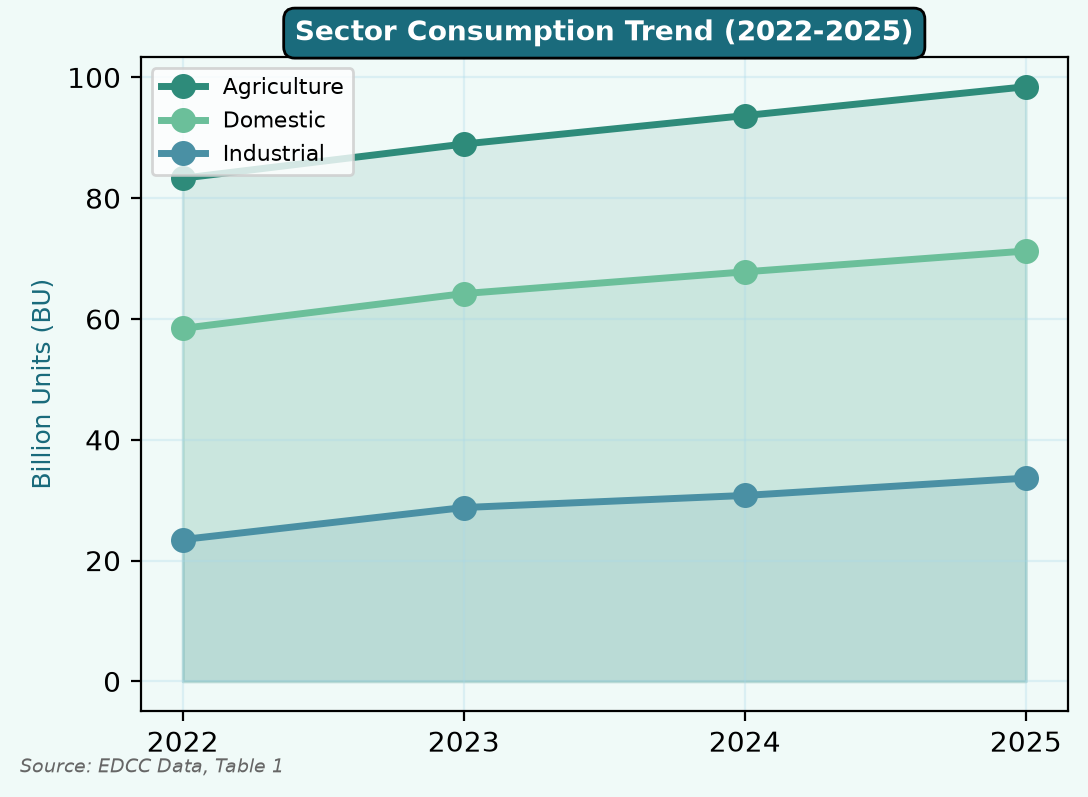 Sector Consumption Trend (2022-2025)
Agriculture
Domestic
Industrial
Billion Units (BU)
100
80
60
40
20
0
2022 2023 2024 2025
Source: EDCC Data, Table 1